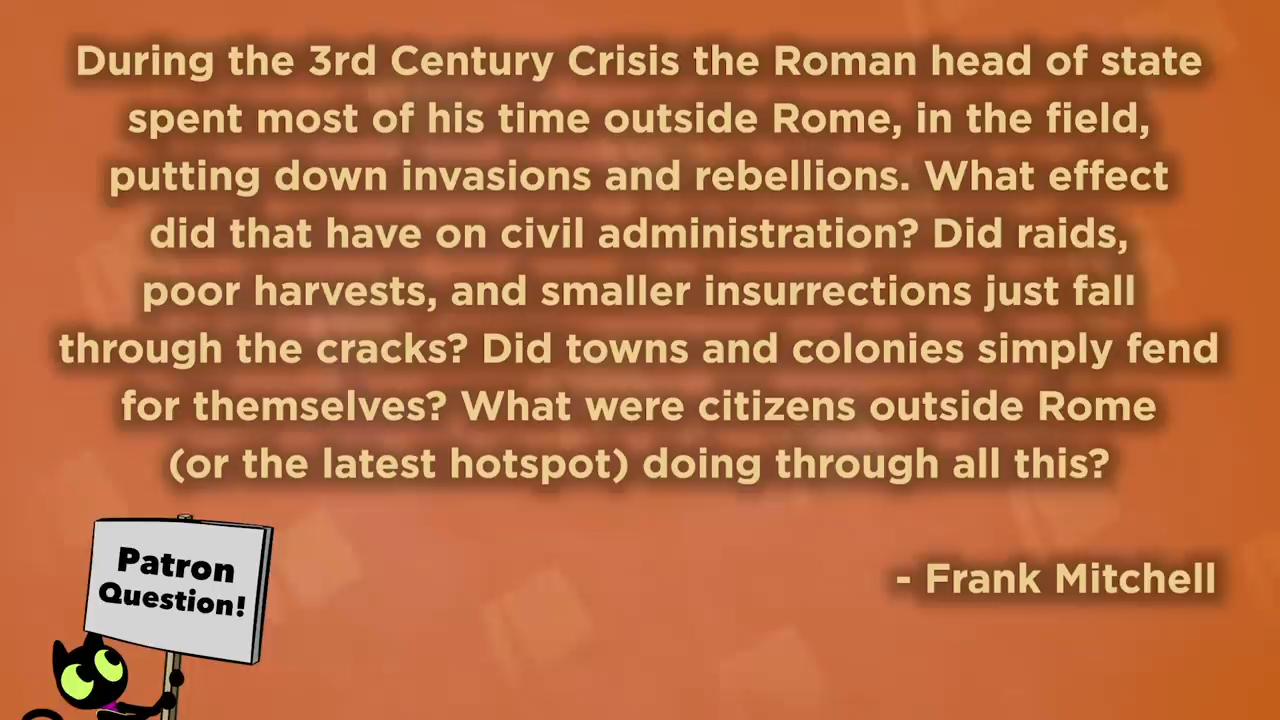 During the 3rd Century Crisis the Roman head of state
spent most of his time outside Rome, in the field,
putting down invasions and rebellions. What effect
did that have on civil administration? Did raids,
poor harvests, and smaller insurrections just fall
through the cracks? Did towns and colonies simply fend
for themselves? What were citizens outside Rome
(or the latest hotspot) doing through all this?
- Frank Mitchell
Patron
Question!